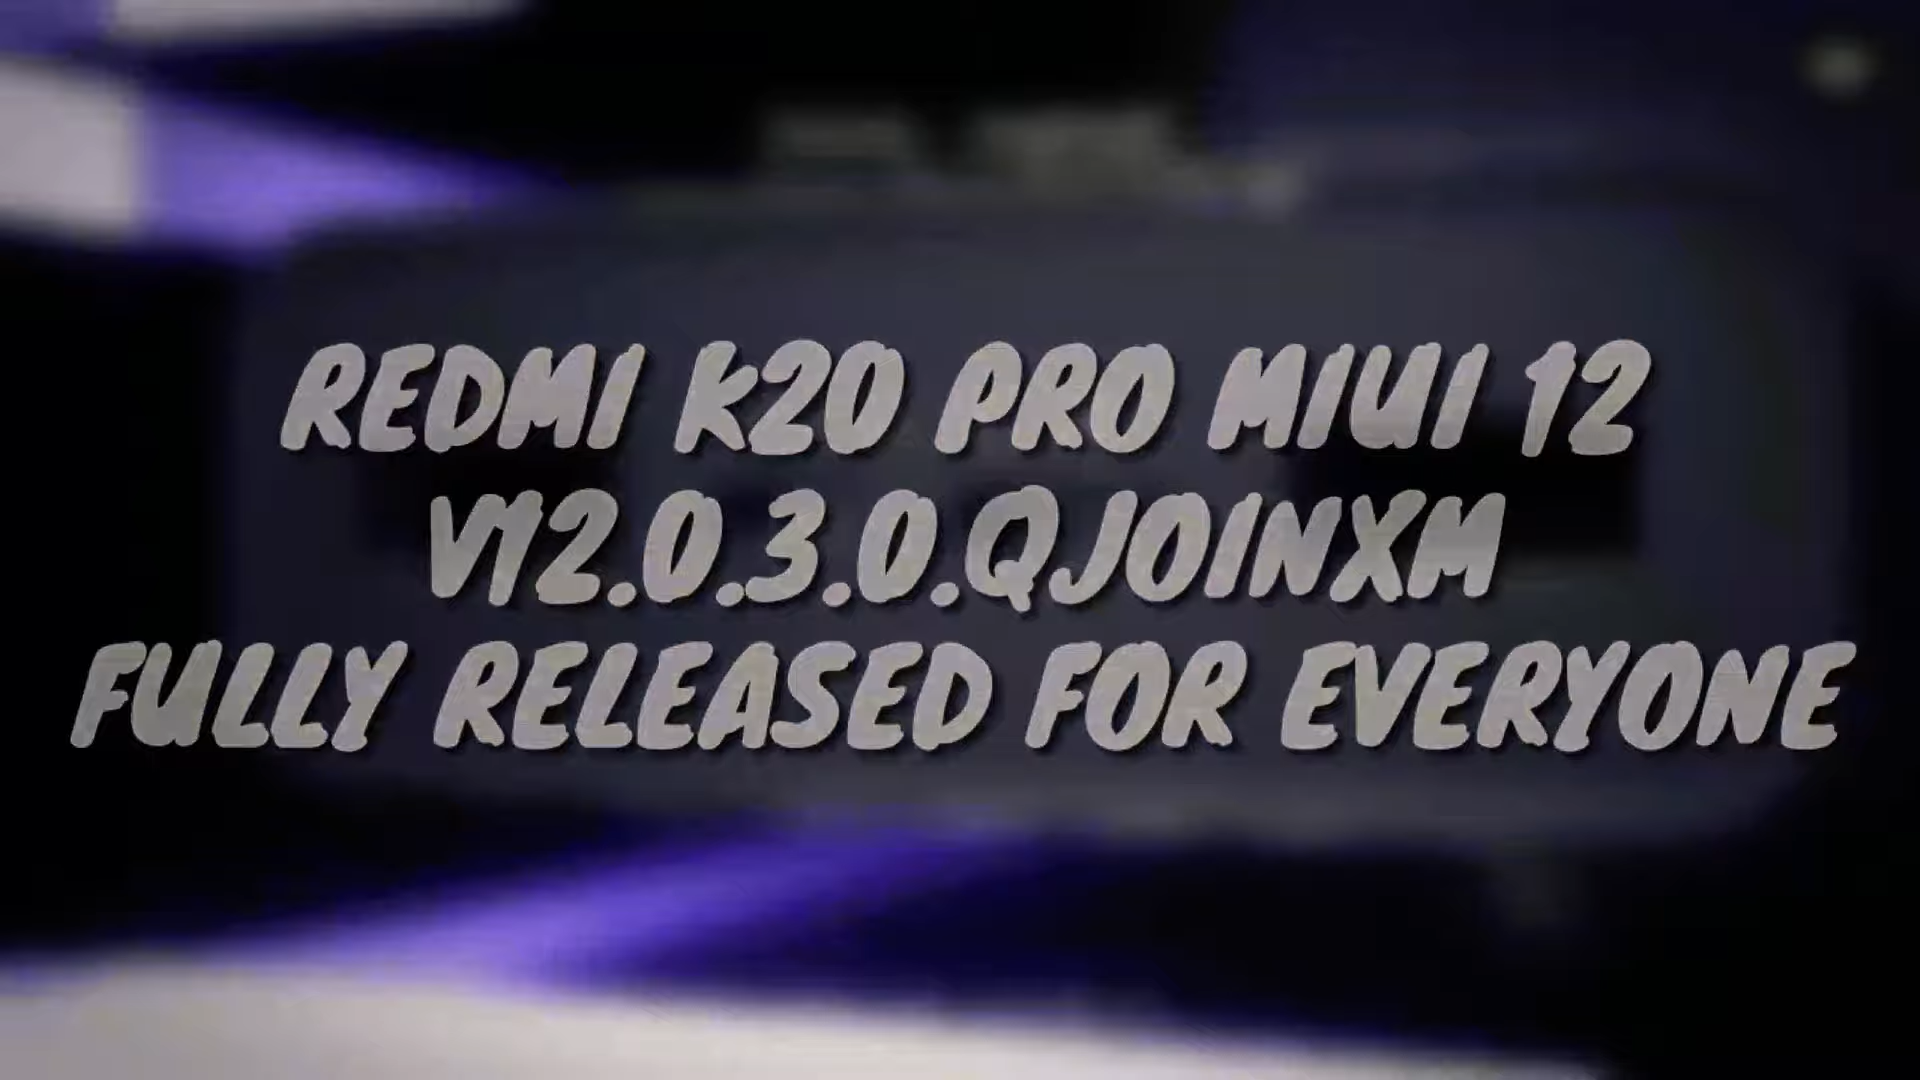 REDMI K20 PRO MIUI 12
V12.0.3.0.QJOINXM
FULLY RELEASED FOR EVERYONE